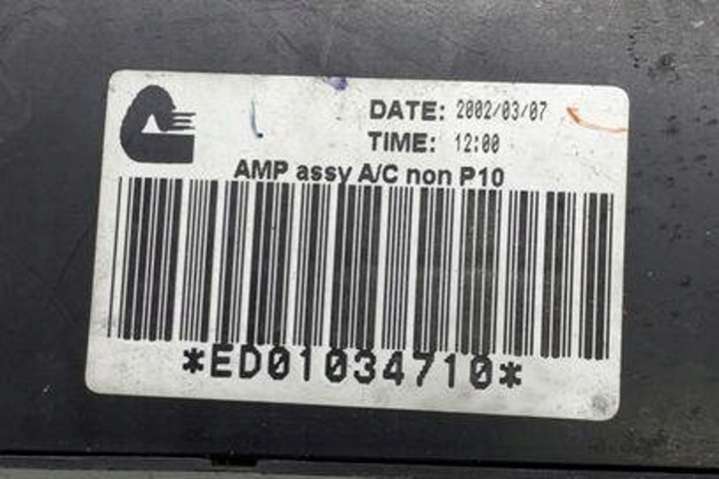 DATE: 2002/03/07
TIME: 12:00
AMP assy A/C non P10
*ED01034710*